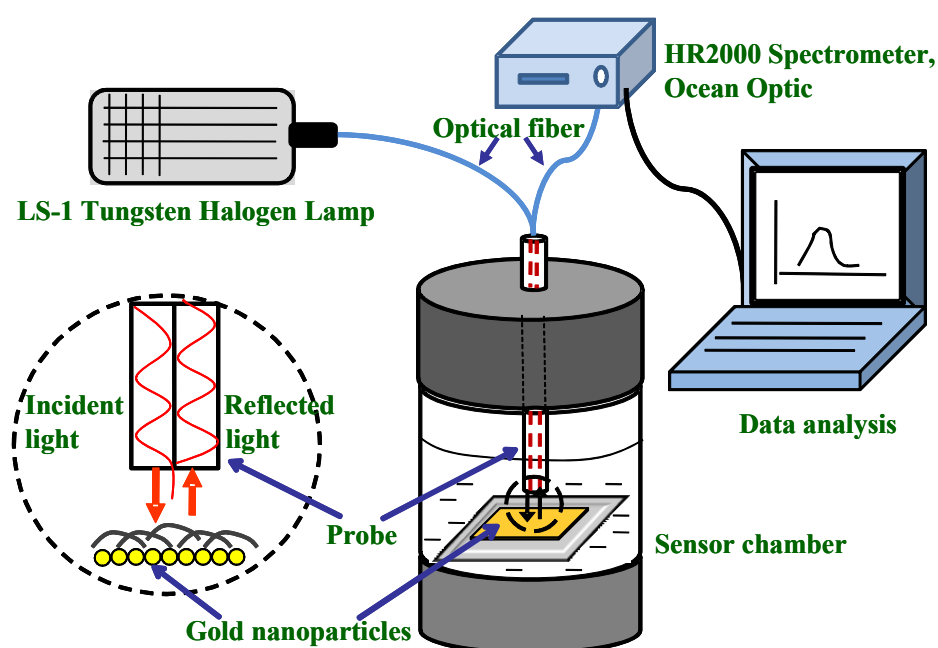 HR2000 Spectrometer,
Ocean Optic
Optical fiber
LS-1 Tungsten Halogen Lamp
Incident
light
Reflected
light
Data analysis
Probe
Sensor chamber
Gold nanoparticles